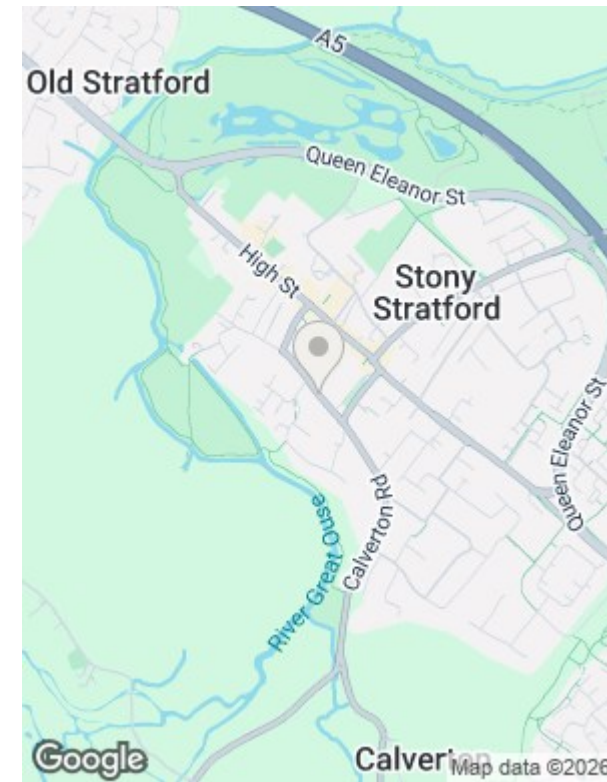 A5
Old Stratford
Queen Eleanor St
High St
Stony
Stratford
Queen Eleanor St
Calverton Rd
River Great Ouse
Google
Calverton
Map data ©2026